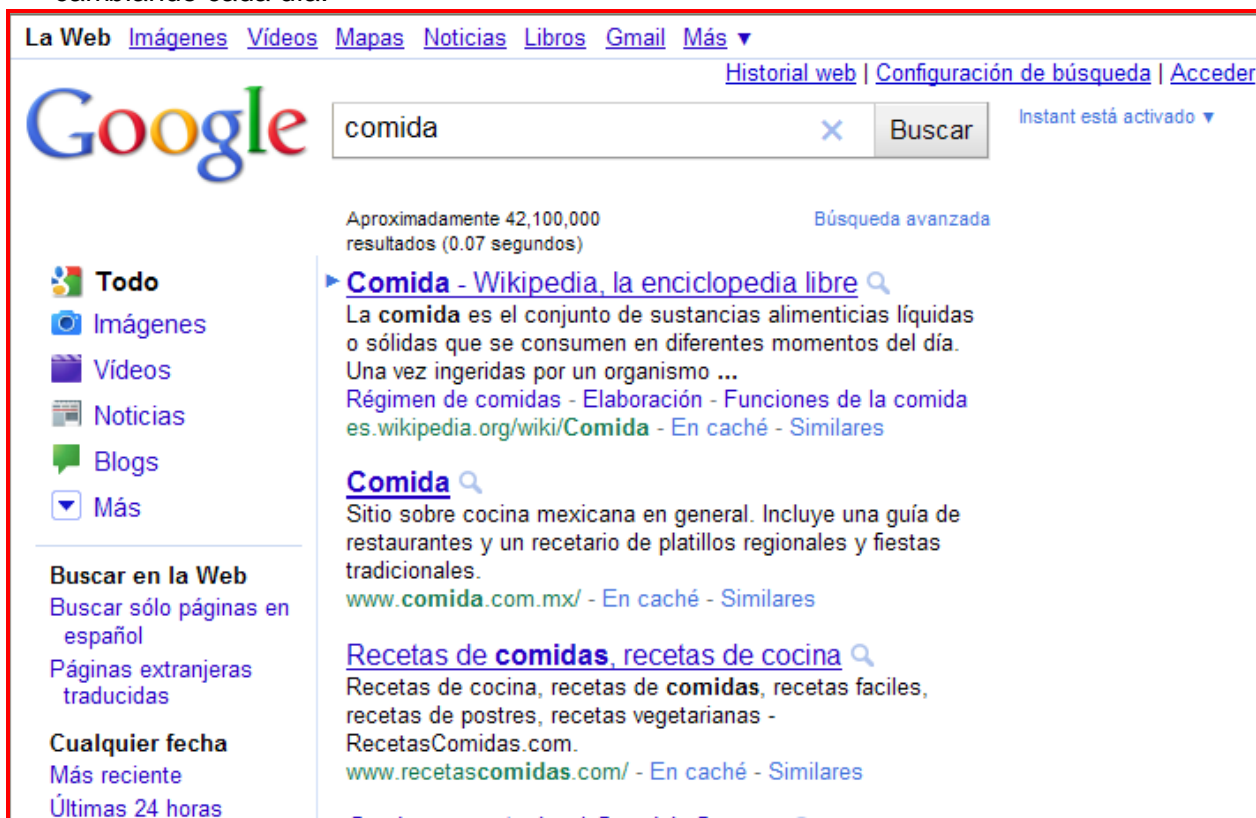 cambiando cada día.
La Web Imágenes Vídeos Mapas Noticias Libros Gmail Más ▼
Historial web | Configuración de búsqueda | Acceder
Google
comida
Buscar
Instant está activado ▼
Aproximadamente 42,100,000
resultados (0.07 segundos)
Búsqueda avanzada
Todo
Imágenes
Vídeos
Noticias
Blogs
Más
Buscar en la Web
Buscar sólo páginas en
español
Páginas extranjeras
traducidas
Cualquier fecha
Más reciente
Últimas 24 horas
Comida - Wikipedia, la enciclopedia libre
La comida es el conjunto de sustancias alimenticias líquidas
o sólidas que se consumen en diferentes momentos del día.
Una vez ingeridas por un organismo ...
Régimen de comidas - Elaboración - Funciones de la comida
es.wikipedia.org/wiki/Comida - En caché - Similares
Comida
Sitio sobre cocina mexicana en general. Incluye una guía de
restaurantes y un recetario de platillos regionales y fiestas
tradicionales.
www.comida.com.mx/ - En caché - Similares
Recetas de comidas, recetas de cocina
Recetas de cocina, recetas de comidas, recetas faciles,
recetas de postres, recetas vegetarianas -
RecetasComidas.com.
www.recetascomidas.com/ - En caché - Similares